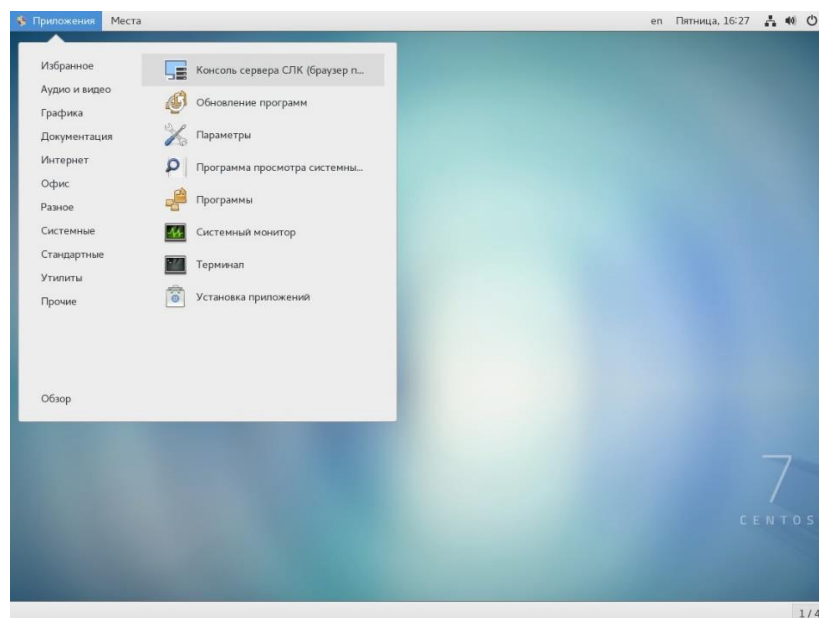 Приложения Места en Пятница, 16:27
Избранное
Аудио и видео
Графика
Документация
Интернет
Офис
Разное
Системные
Стандартные
Утилиты
Прочие
Обзор
Консоль сервера СЛК (браузер п...
Обновление программ
Параметры
Программа просмотра системны...
Программы
Системный монитор
Терминал
Установка приложений
7
CENTOS
1 / 4